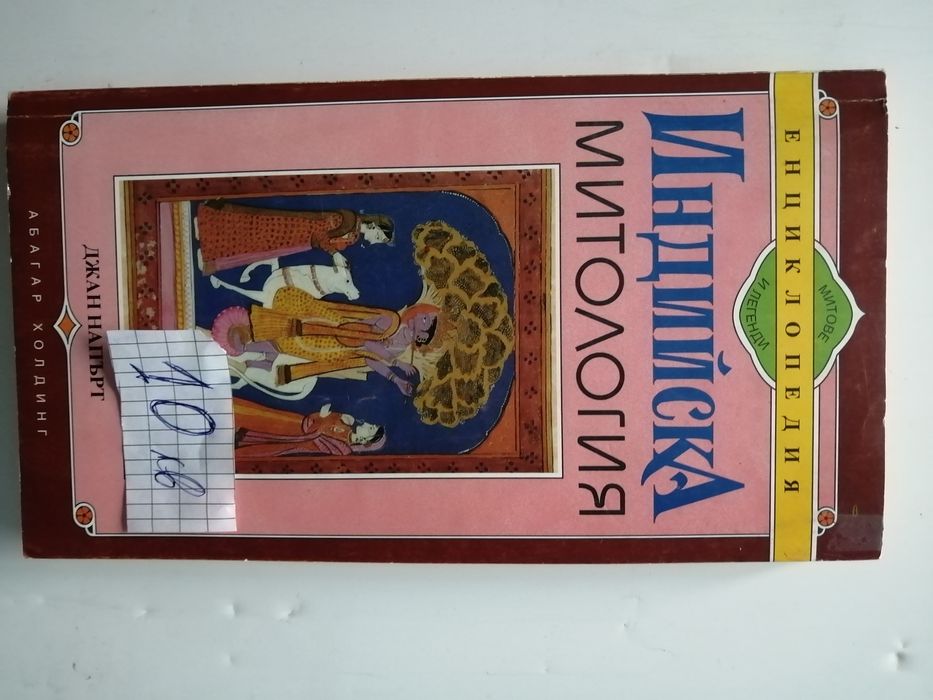 ЕНЦИКЛОПЕДИЯ
МИТОВЕ
И ЛЕГЕНДИ
ИНДИЙСКА
МИТОЛОГИЯ
ДЖАН НАПЪРТ
10 лв
АБАГАР ХОЛДИНГ